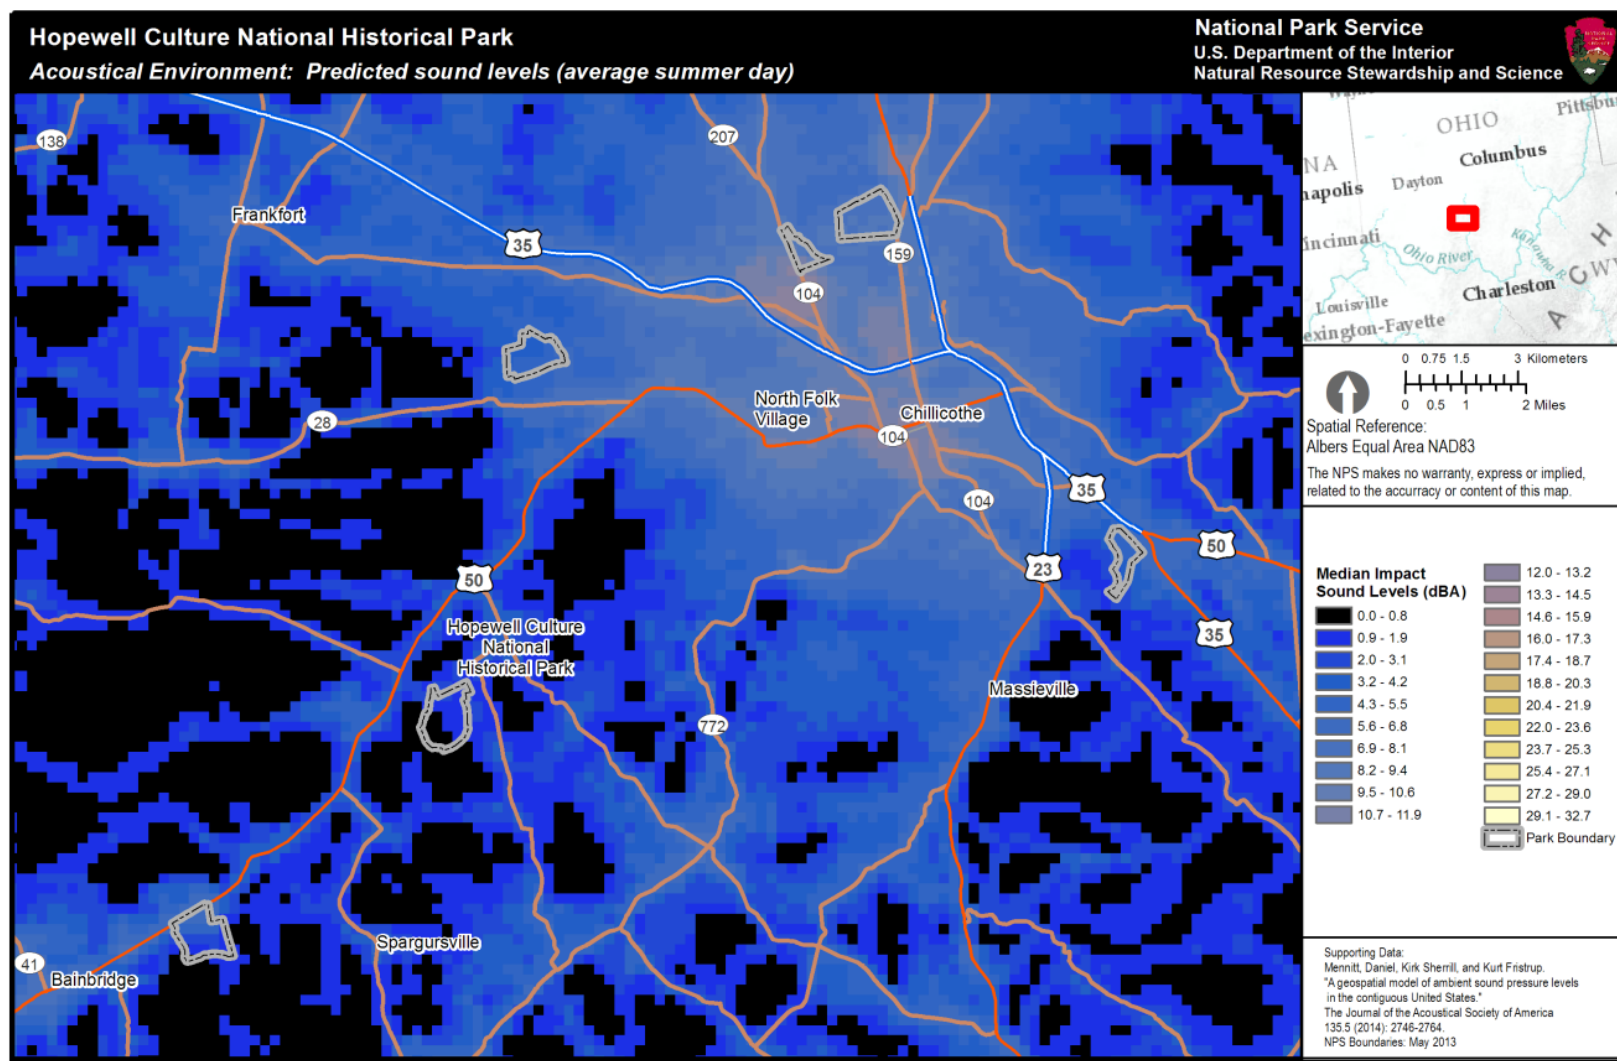 Hopewell Culture National Historical Park
Acoustical Environment: Predicted sound levels (average summer day)
National Park Service
U.S. Department of the Interior
Natural Resource Stewardship and Science
138
207
Frankfort
35
159
104
28
North Folk
Village
Chillicothe
104
104
35
50
23
50
35
Hopewell Culture
National
Historical Park
Massieville
772
Spargursville
41
Bainbridge
OHIO
Pittsbu
Columbus
NA
napolis
Dayton
incinnati
Ohio River
Kanawha R.
Charleston
Louisville
exington-Fayette
0 0.75 1.5 3 Kilometers
0 0.5 1 2 Miles
Spatial Reference:
Albers Equal Area NAD83
The NPS makes no warranty, express or implied,
related to the accurracy or content of this map.
Median Impact
Sound Levels (dBA)
0.0 - 0.8
0.9 - 1.9
2.0 - 3.1
3.2 - 4.2
4.3 - 5.5
5.6 - 6.8
6.9 - 8.1
8.2 - 9.4
9.5 - 10.6
10.7 - 11.9
12.0 - 13.2
13.3 - 14.5
14.6 - 15.9
16.0 - 17.3
17.4 - 18.7
18.8 - 20.3
20.4 - 21.9
22.0 - 23.6
23.7 - 25.3
25.4 - 27.1
27.2 - 29.0
29.1 - 32.7
Park Boundary
Supporting Data:
Mennitt, Daniel, Kirk Sherrill, and Kurt Fristrup.
"A geospatial model of ambient sound pressure levels
in the contiguous United States."
The Journal of the Acoustical Society of America
135.5 (2014): 2746-2764.
NPS Boundaries: May 2013